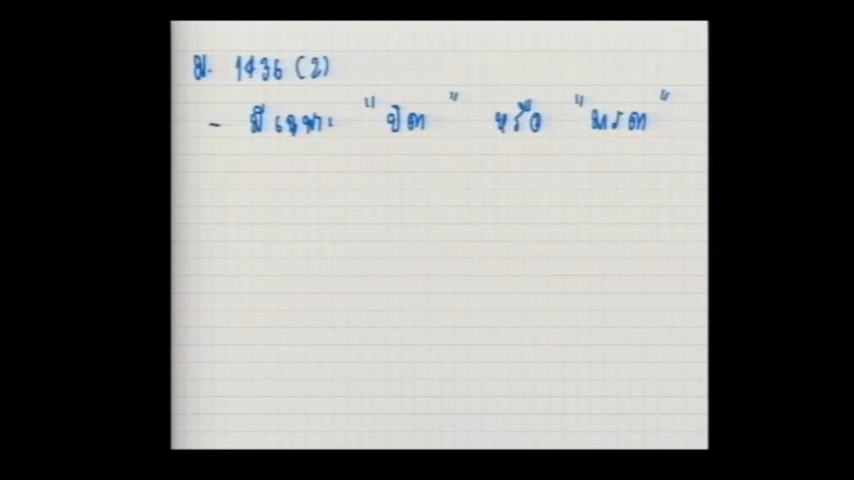 ม. 1436 (2)
- มีเฉพาะ "บิดา" หรือ "มารดา"